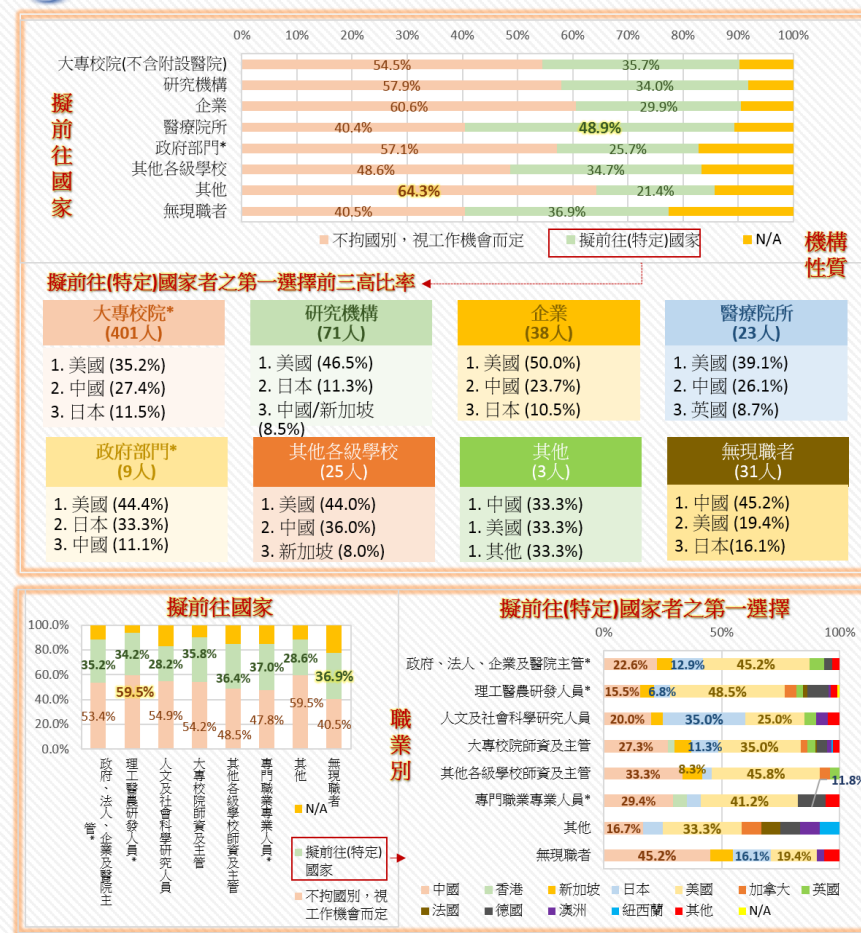 0% 10% 20% 30% 40% 50% 60% 70% 80% 90% 100%
擬前往國家
大專校院(不含附設醫院) 54.5% 35.7%
研究機構 57.9% 34.0%
企業 60.6% 29.9%
醫療院所 40.4% 48.9%
政府部門* 57.1% 25.7%
其他各級學校 48.6% 34.7%
其他 64.3% 21.4%
無現職者 40.5% 36.9%
不拘國別，視工作機會而定 擬前往(特定)國家 N/A
機構性質
擬前往(特定)國家者之第一選擇前三高比率
大專校院*
(401人)
1. 美國 (35.2%)
2. 中國 (27.4%)
3. 日本 (11.5%)
研究機構
(71人)
1. 美國 (46.5%)
2. 日本 (11.3%)
3. 中國/新加坡
(8.5%)
企業
(38人)
1. 美國 (50.0%)
2. 中國 (23.7%)
3. 日本 (10.5%)
醫療院所
(23人)
1. 美國 (39.1%)
2. 中國 (26.1%)
3. 英國 (8.7%)
政府部門*
(9人)
1. 美國 (44.4%)
2. 日本 (33.3%)
3. 中國 (11.1%)
其他各級學校
(25人)
1. 美國 (44.0%)
2. 中國 (36.0%)
3. 新加坡 (8.0%)
其他
(3人)
1. 中國 (33.3%)
1. 美國 (33.3%)
1. 其他 (33.3%)
無現職者
(31人)
1. 中國 (45.2%)
2. 美國 (19.4%)
3. 日本(16.1%)
擬前往國家
100.0%
80.0%
60.0%
40.0%
20.0%
0.0%
35.2% 34.2% 28.2% 35.8% 36.4% 37.0% 28.6% 36.9%
53.4% 59.5% 54.9% 54.2% 48.5% 47.8% 59.5% 40.5%
政府、法人、企業及醫院主管*
理工醫農研發人員*
人文及社會科學研究人員
大專校院師資及主管
其他各級學校師資及主管
專門職業專業人員*
其他
無現職者
N/A
擬前往(特定)國家
不拘國別，視工作機會而定
職業別
擬前往(特定)國家者之第一選擇
0% 50% 100%
政府、法人、企業及醫院主管* 22.6% 12.9% 45.2%
理工醫農研發人員* 15.5% 6.8% 48.5%
人文及社會科學研究人員 20.0% 35.0% 25.0%
大專校院師資及主管 27.3% 11.3% 35.0%
其他各級學校師資及主管 33.3% 8.3% 45.8%
專門職業專業人員* 29.4% 41.2% 11.8%
其他 16.7% 33.3%
無現職者 45.2% 16.1% 19.4%
中國 香港 新加坡 日本 美國 加拿大 英國
法國 德國 澳洲 紐西蘭 其他 N/A